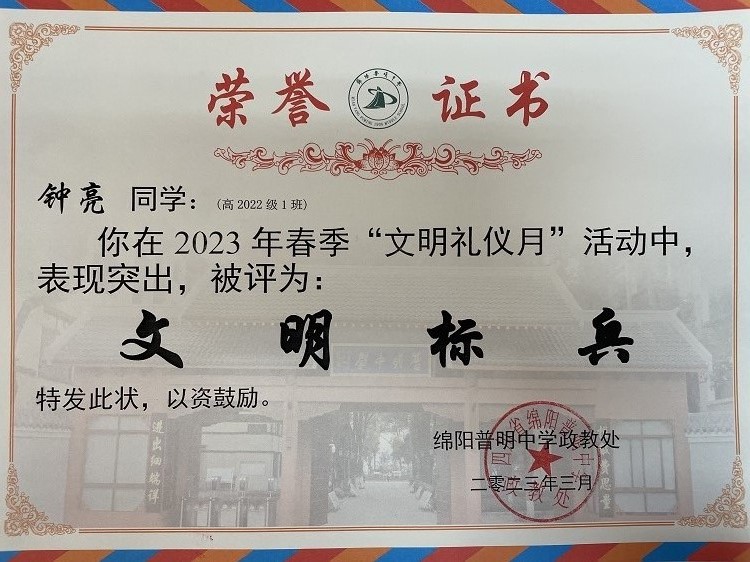 荣誉证书
钟亮 同学：（高2022级1班）
你在2023年春季“文明礼仪月”活动中，
表现突出，被评为：
文明标兵
特发此状，以资鼓励。
绵阳普明中学政教处
二零二三年三月